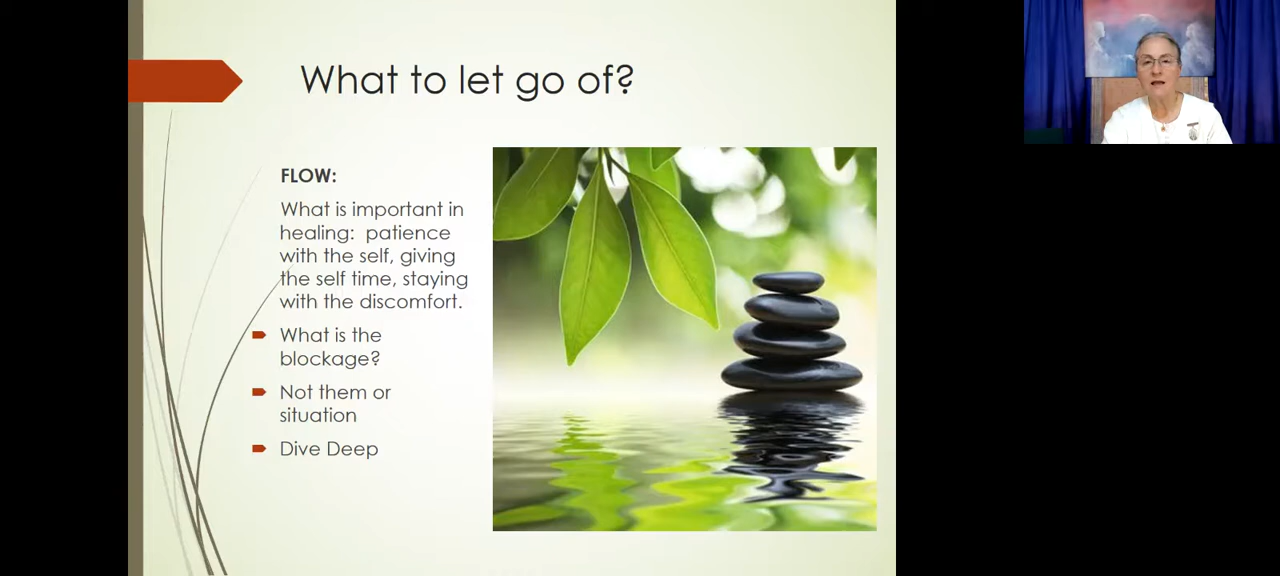 What to let go of?
FLOW:
What is important in
healing:  patience
with the self, giving
the self time, staying
with the discomfort.
What is the
blockage?
Not them or
situation
Dive Deep